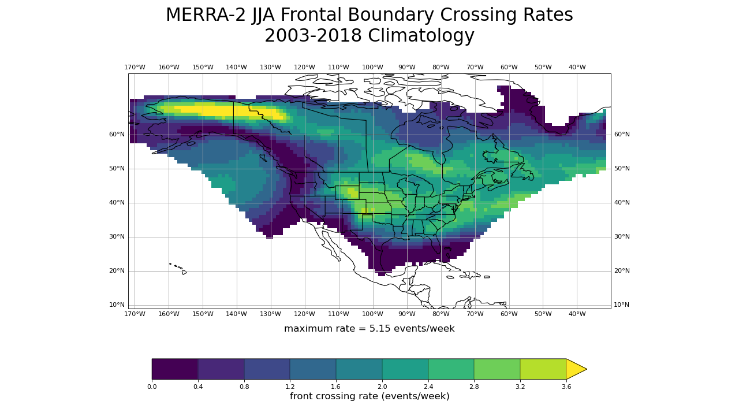 MERRA-2 JJA Frontal Boundary Crossing Rates
2003-2018 Climatology
170°W 160°W 150°W 140°W 130°W 120°W 110°W 100°W 90°W 80°W 70°W 60°W 50°W 40°W
60°N 60°N
50°N 50°N
40°N 40°N
30°N 30°N
20°N 20°N
10°N 10°N
170°W 160°W 150°W 140°W 130°W 120°W 110°W 100°W 90°W 80°W 70°W 60°W 50°W 40°W
maximum rate = 5.15 events/week
0.0 0.4 0.8 1.2 1.6 2.0 2.4 2.8 3.2 3.6
front crossing rate (events/week)